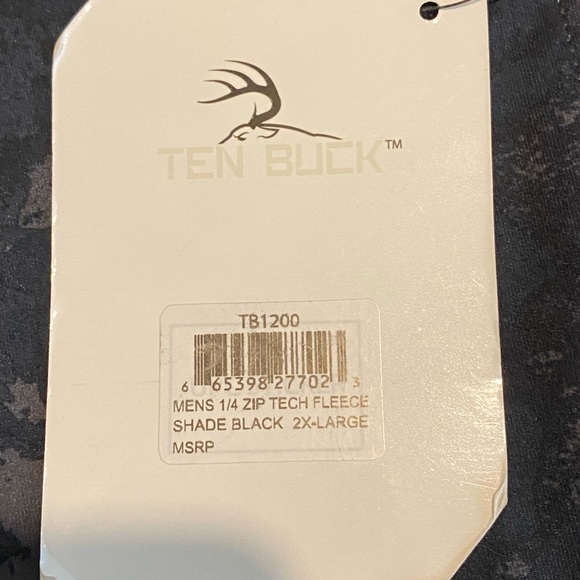 TEN BUCK™
TB1200
6 65398 27702 3
MENS 1/4 ZIP TECH FLEECE
SHADE BLACK 2X-LARGE
MSRP